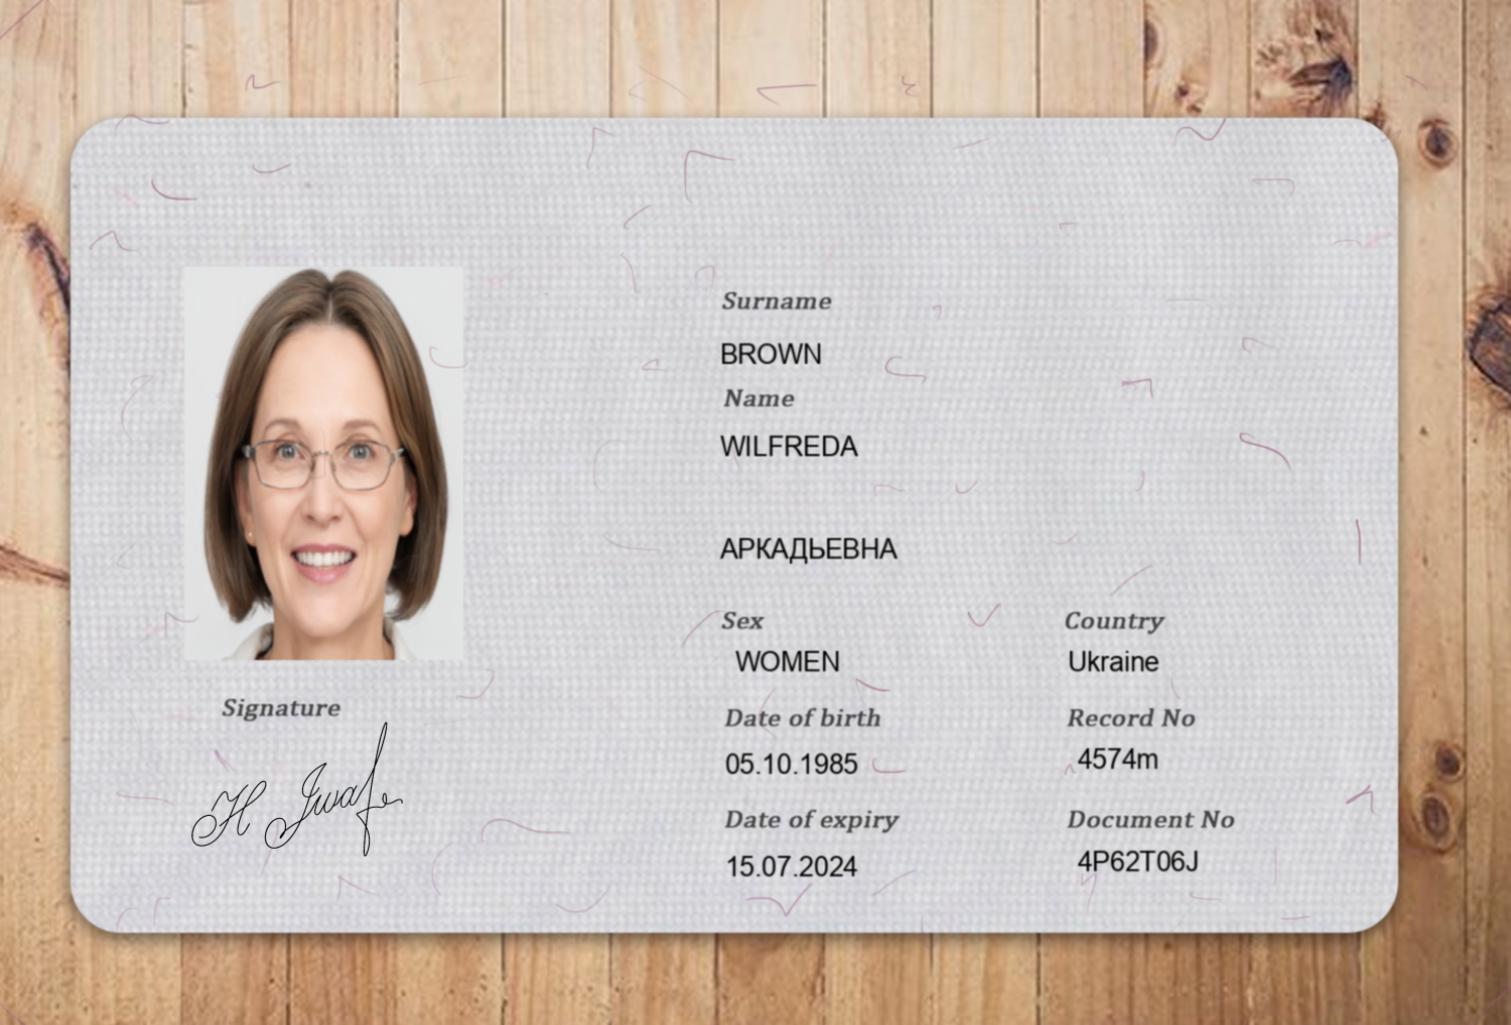 Surname
BROWN
Name
WILFREDA
АРКАДЬЕВНА
Sex Country
WOMEN Ukraine
Date of birth Record No
05.10.1985 4574m
Date of expiry Document No
15.07.2024 4P62T06J
Signature